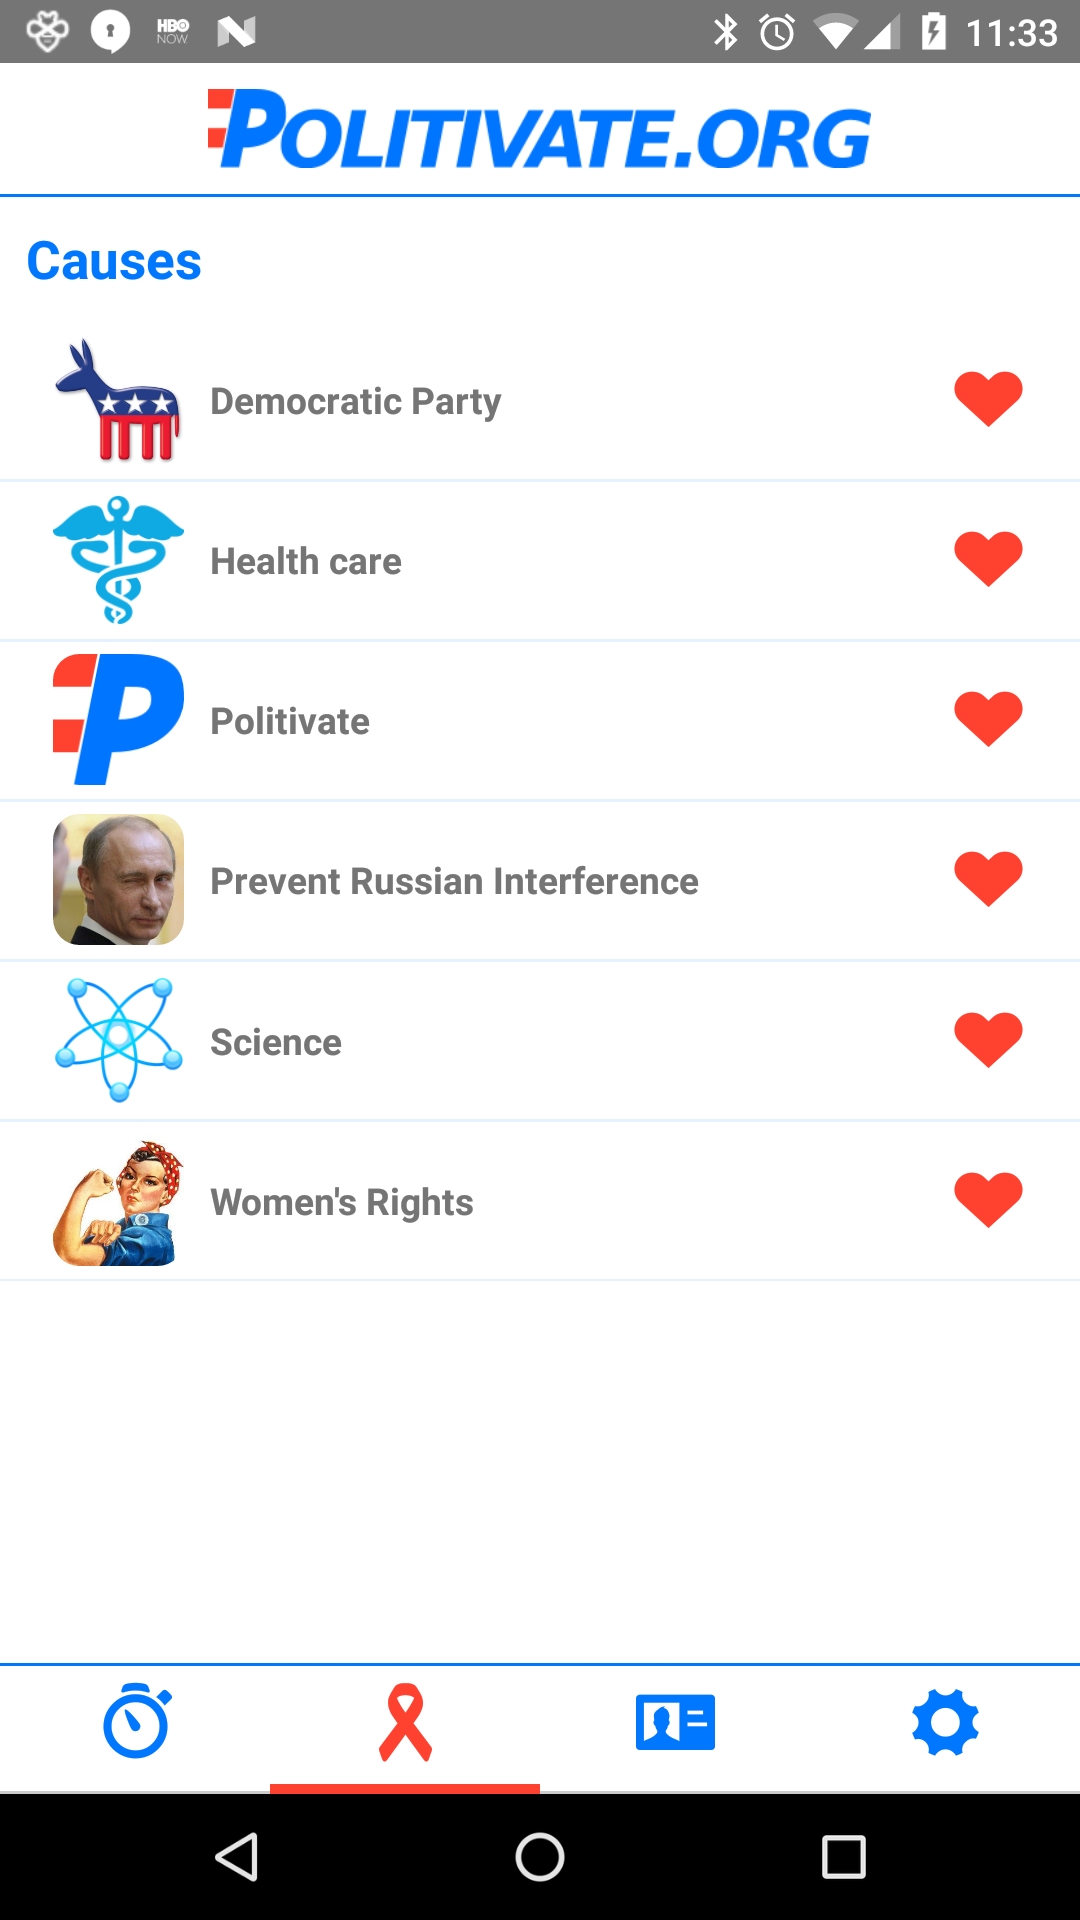 HBO
NOW
11:33
POLITIVATE.ORG
Causes
Democratic Party
Health care
Politivate
Prevent Russian Interference
Science
Women's Rights